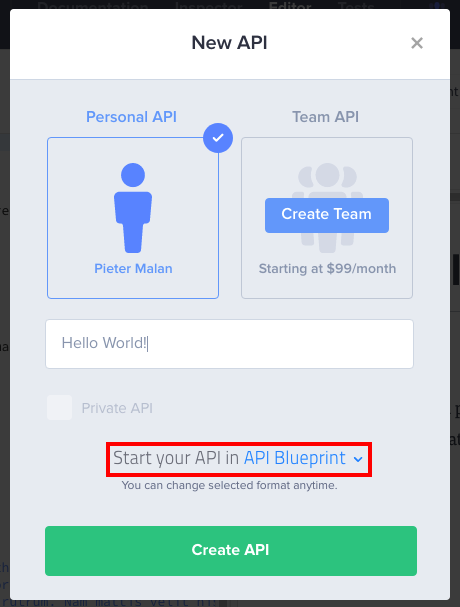 Documentation Inspector Editor Tests
New API
Personal API
Team API
Create Team
Pieter Malan
Starting at $99/month
Hello World!
Private API
Start your API in API Blueprint
You can change selected format anytime.
Create API